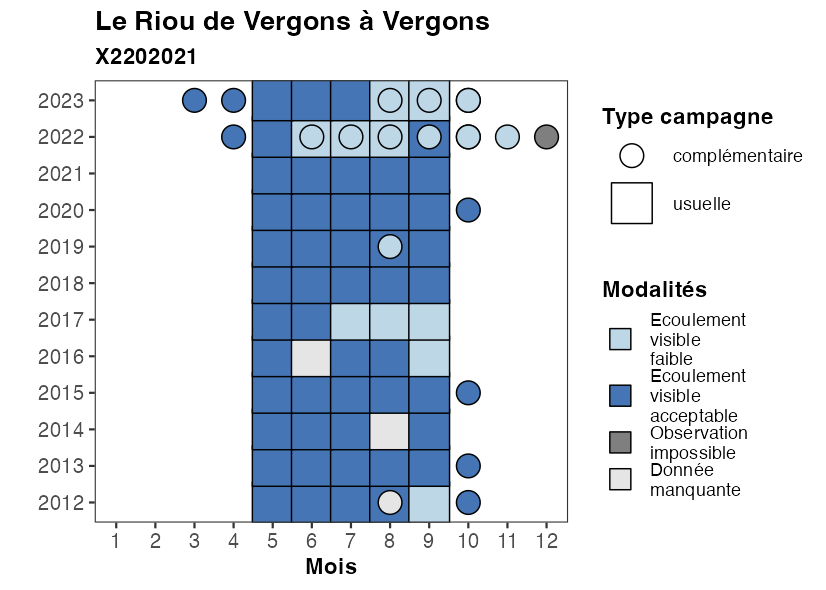 Le Riou de Vergons à Vergons
X2202021
2023
2022
2021
2020
2019
2018
2017
2016
2015
2014
2013
2012
1 2 3 4 5 6 7 8 9 10 11 12
Mois
Type campagne
complémentaire
usuelle
Modalités
Ecoulement
visible
faible
Ecoulement
visible
acceptable
Observation
impossible
Donnée
manquante